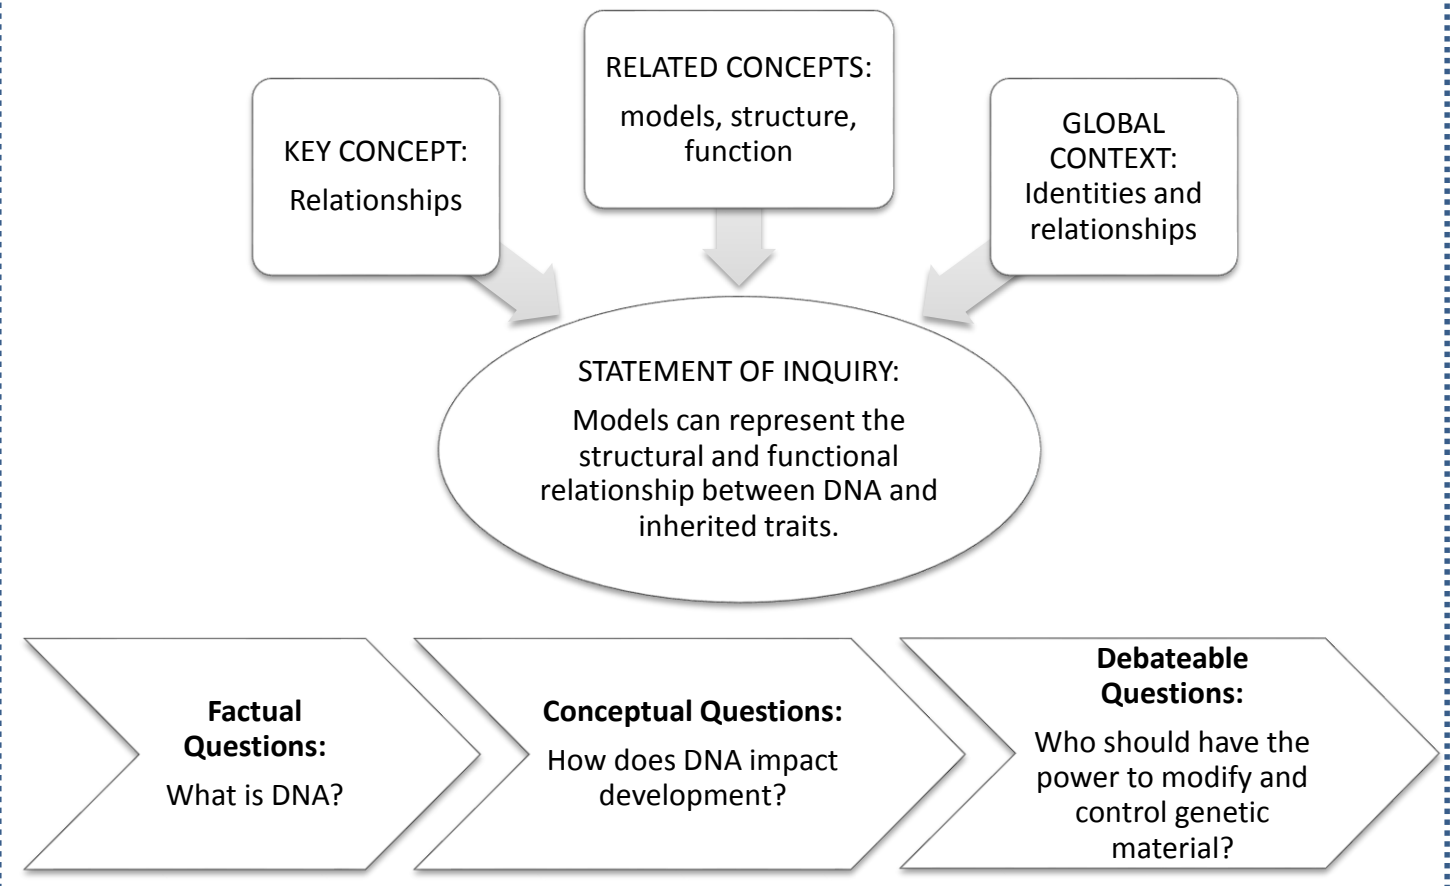 KEY CONCEPT:
Relationships
RELATED CONCEPTS:
models, structure,
function
GLOBAL
CONTEXT:
Identities and
relationships
STATEMENT OF INQUIRY:
Models can represent the
structural and functional
relationship between DNA and
inherited traits.
Factual
Questions:
What is DNA?
Conceptual Questions:
How does DNA impact
development?
Debateable
Questions:
Who should have the
power to modify and
control genetic
material?